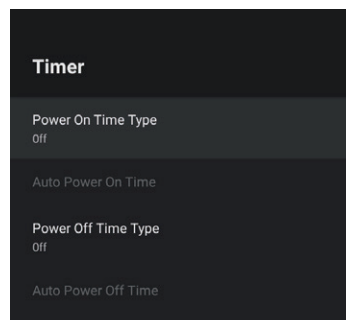 Timer
Power On Time Type
Off
Auto Power On Time
Power Off Time Type
Off
Auto Power Off Time